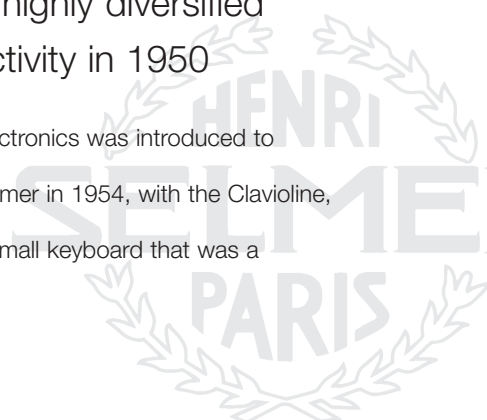 highly diversified
ctivity in 1950
HENRI
ctronics was introduced to
SELME
mer in 1954, with the Clavioline,
mall keyboard that was a
PARIS